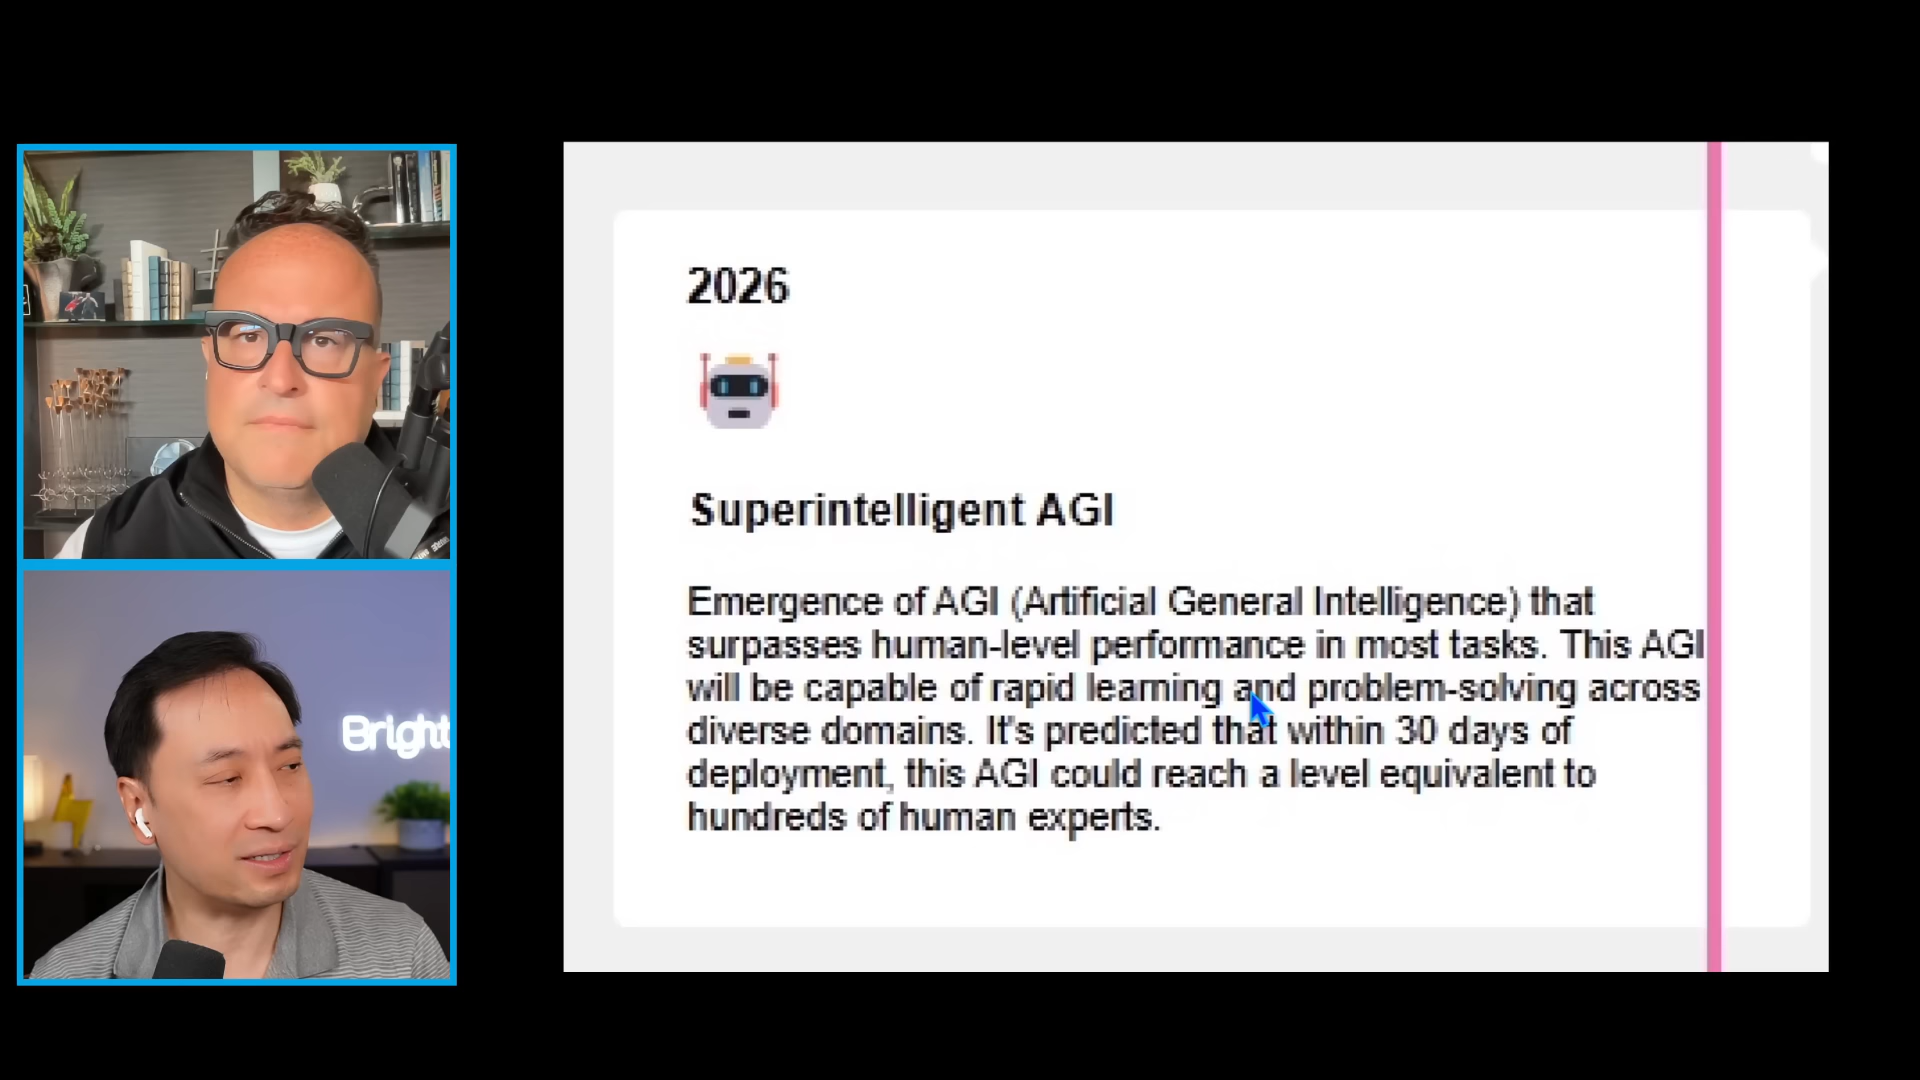 2026
Superintelligent AGI
Emergence of AGI (Artificial General Intelligence) that
surpasses human-level performance in most tasks. This AGI
will be capable of rapid learning and problem-solving across
diverse domains. It's predicted that within 30 days of
deployment, this AGI could reach a level equivalent to
hundreds of human experts.
Bright